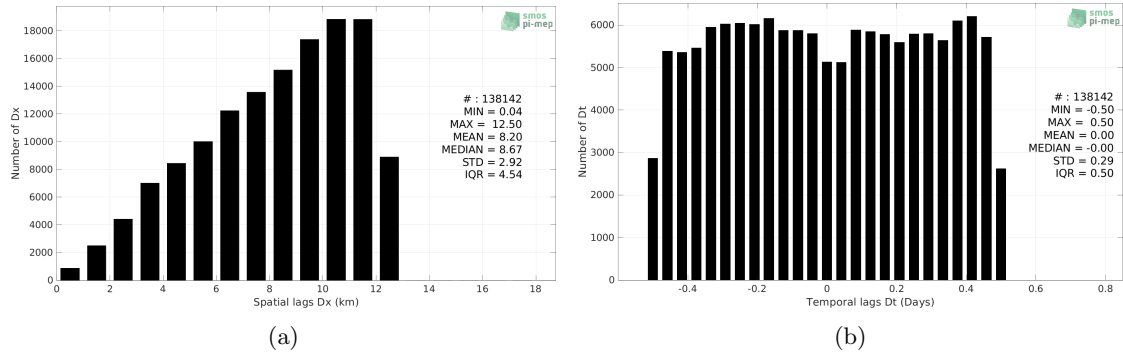 smos
pi-mep
18000
16000
14000
12000
10000
8000
6000
4000
2000
0
Number of Dx
# : 138142
MIN = 0.04
MAX = 12.50
MEAN = 8.20
MEDIAN = 8.67
STD = 2.92
IQR = 4.54
0 2 4 6 8 10 12 14 16 18
Spatial lags Dx (km)
(a)
smos
pi-mep
6000
5000
4000
3000
2000
1000
0
Number of Dt
# : 138142
MIN = -0.50
MAX = 0.50
MEAN = 0.00
MEDIAN = -0.00
STD = 0.29
IQR = 0.50
-0.4 -0.2 0 0.2 0.4 0.6 0.8
Temporal lags Dt (Days)
(b)